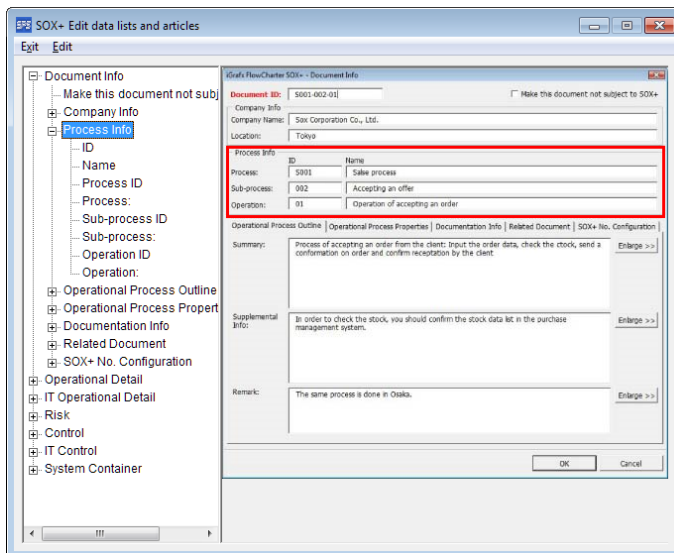 SOX+ Edit data lists and articles
Exit Edit
Document Info
Make this document not subj
Company Info
Process Info
ID
Name
Process ID
Process:
Sub-process ID
Sub-process:
Operation ID
Operation:
Operational Process Outline
Operational Process Propert
Documentation Info
Related Document
SOX+ No. Configuration
Operational Detail
IT Operational Detail
Risk
Control
IT Control
System Container
iGrafx FlowCharter SOX+ - Document Info
Document ID: S001-002-01 Make this document not subject to SOX+
Company Info
Company Name: Sax Corporation Co., Ltd.
Location: Tokyo
Process Info
ID Name
Process: S001 Salse process
Sub-process: 002 Accepting an offer
Operation: 01 Operation of accepting an order
Operational Process Outline Operational Process Properties Documentation Info Related Document SOX+ No. Configuration
Summary: Process of accepting an order from the client: Input the order data, check the ctock, send a Enlarge >>
conformation on order and confirm receptation by the client
Supplemental Info: In order to check the stock, you should confirm the stock data list in the purchase Enlarge >>
management system.
Remark: The same process is done in Osaka. Enlarge >>
OK Cancel